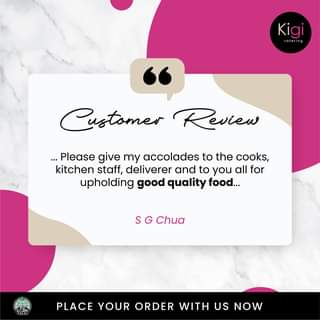 Kigi
catering
Customer Review
... Please give my accolades to the cooks,
kitchen staff, deliverer and to you all for
upholding good quality food...
S G Chua
PLACE YOUR ORDER WITH US NOW